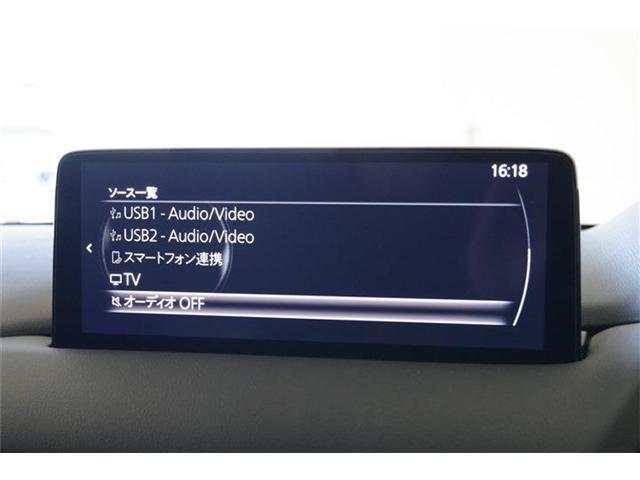 16:18
ソース一覧
USB1 - Audio/Video
USB2 - Audio/Video
スマートフォン連携
TV
オーディオ OFF